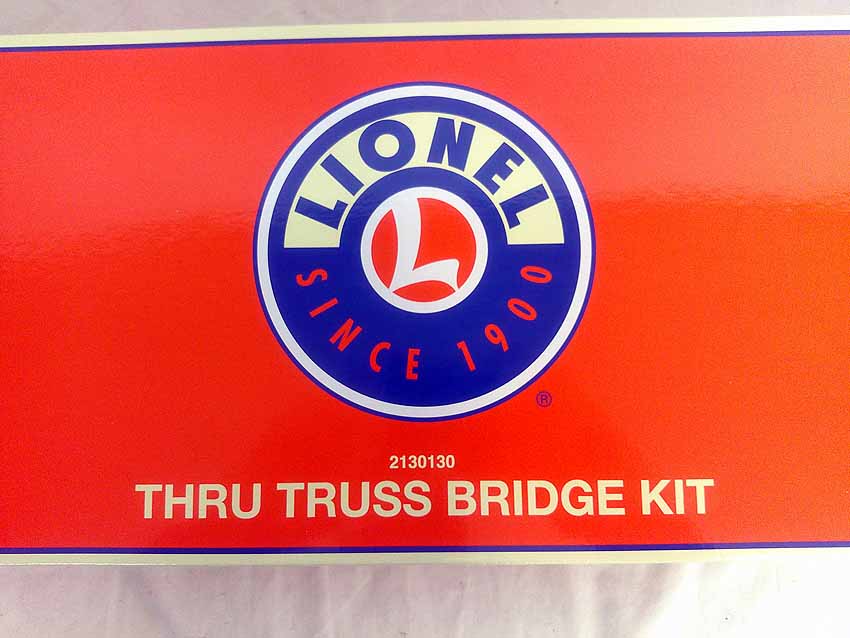 LIONEL
L
SINCE 1900
®
2130130
THRU TRUSS BRIDGE KIT